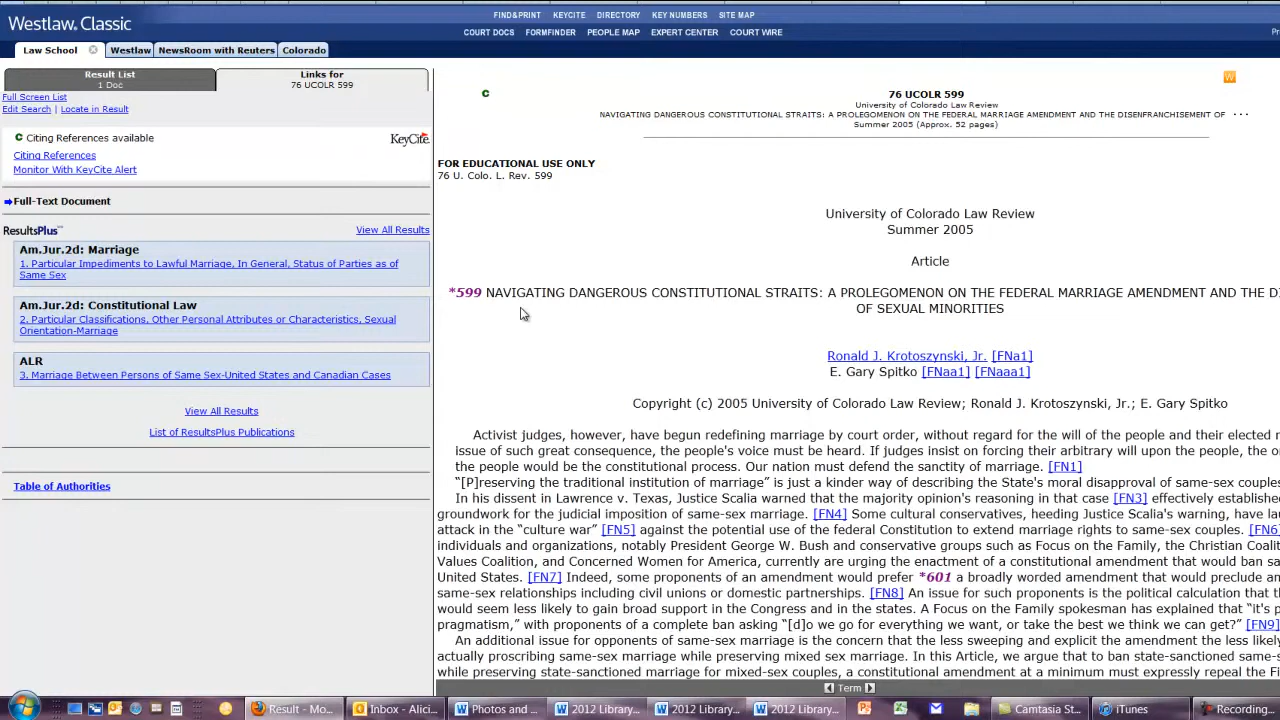 Westlaw. Classic
FIND&PRINT KEYCITE DIRECTORY KEY NUMBERS SITE MAP
COURT DOCS FORMFINDER PEOPLE MAP EXPERT CENTER COURT WIRE
Law School Westlaw NewsRoom with Reuters Colorado
Result List
1 Doc
Links for
76 UCOLR 599
Full Screen List
Edit Search | Locate in Result
C Citing References available
KeyCite
Citing References
Monitor With KeyCite Alert
Full-Text Document
ResultsPlus™ View All Results
Am.Jur.2d: Marriage
1. Particular Impediments to Lawful Marriage, In General, Status of Parties as of
Same Sex
Am.Jur.2d: Constitutional Law
2. Particular Classifications, Other Personal Attributes or Characteristics, Sexual
Orientation-Marriage
ALR
3. Marriage Between Persons of Same Sex-United States and Canadian Cases
View All Results
List of ResultsPlus Publications
Table of Authorities
W
C
76 UCOLR 599
University of Colorado Law Review
NAVIGATING DANGEROUS CONSTITUTIONAL STRAITS: A PROLEGOMENON ON THE FEDERAL MARRIAGE AMENDMENT AND THE DISENFRANCHISEMENT OF ...
Summer 2005 (Approx. 52 pages)
FOR EDUCATIONAL USE ONLY
76 U. Colo. L. Rev. 599
University of Colorado Law Review
Summer 2005
Article
*599 NAVIGATING DANGEROUS CONSTITUTIONAL STRAITS: A PROLEGOMENON ON THE FEDERAL MARRIAGE AMENDMENT AND THE DI
OF SEXUAL MINORITIES
Ronald J. Krotoszynski, Jr. [FNa1]
E. Gary Spitko [FNaa1] [FNaaa1]
Copyright (c) 2005 University of Colorado Law Review; Ronald J. Krotoszynski, Jr.; E. Gary Spitko
Activist judges, however, have begun redefining marriage by court order, without regard for the will of the people and their elected
issue of such great consequence, the people's voice must be heard. If judges insist on forcing their arbitrary will upon the people, the
the people would be the constitutional process. Our nation must defend the sanctity of marriage. [FN1]
“[P]reserving the traditional institution of marriage” is just a kinder way of describing the State's moral disapproval of same-sex couples
In his dissent in Lawrence v. Texas, Justice Scalia warned that the majority opinion's reasoning in that case [FN3] effectively establishe
groundwork for the judicial imposition of same-sex marriage. [FN4] Some cultural conservatives, heeding Justice Scalia's warning, have
attack in the “culture war” [FN5] against the potential use of the federal Constitution to extend marriage rights to same-sex couples. [FN6
individuals and organizations, notably President George W. Bush and conservative groups such as Focus on the Family, the Christian Coalit
Values Coalition, and Concerned Women for America, currently are urging the enactment of a constitutional amendment that would ban sa
United States. [FN7] Indeed, some proponents of an amendment would prefer *601 a broadly worded amendment that would preclude any
same-sex relationships including civil unions or domestic partnerships. [FN8] An issue for such proponents is the political calculation that t
would seem less likely to gain broad support in the Congress and in the states. A Focus on the Family spokesman has explained that “it's p
pragmatism,” with proponents of a complete ban asking “[d]o we go for everything we want, or take the best we think we can get?” [FN9
An additional issue for opponents of same-sex marriage is the concern that the less sweeping and explicit the amendment the less likely
actually proscribing same-sex marriage while preserving mixed sex marriage. In this Article, we argue that to ban state-sanctioned same-
while preserving state-sanctioned marriage for mixed-sex couples, a constitutional amendment at a minimum must expressly repeal the
Term
Result - Mo... Inbox - Alici... Photos and ... 2012 Library... 2012 Library... 2012 Library... Camtasia St... iTunes Recording...